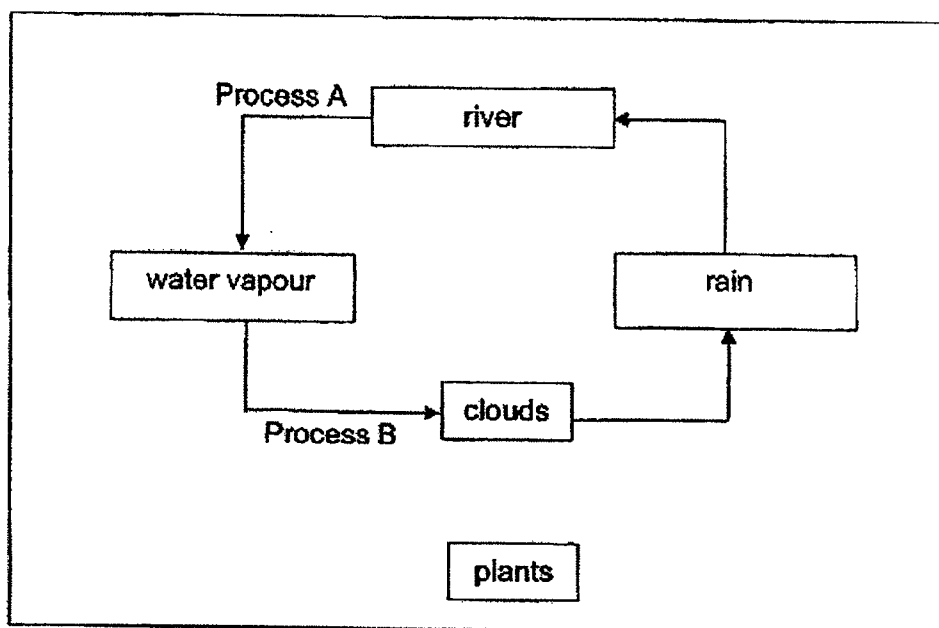 Process A
river
water vapour
rain
clouds
Process B
plants